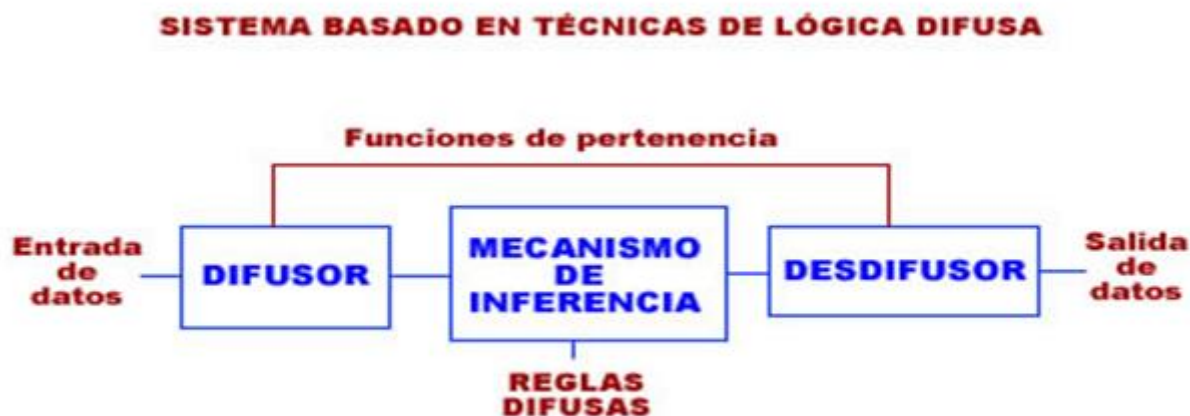 SISTEMA BASADO EN TÉCNICAS DE LÓGICA DIFUSA
Funciones de pertenencia
Entrada
de
datos
DIFUSOR
MECANISMO
DE
INFERENCIA
DESDIFUSOR
Salida
de
datos
REGLAS
DIFUSAS